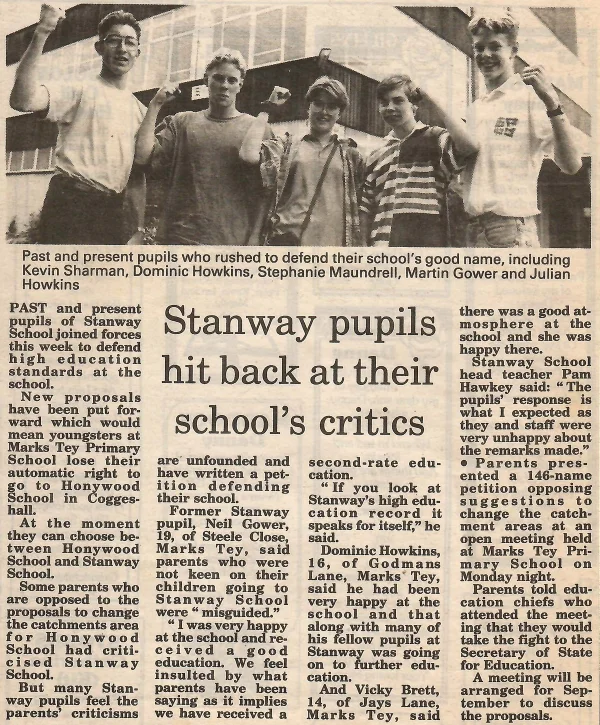 Past and present pupils who rushed to defend their school's good name, including
Kevin Sharman, Dominic Howkins, Stephanie Maundrell, Martin Gower and Julian
Howkins
Stanway pupils
hit back at their
school's critics
PAST and present
pupils of Stanway
School joined forces
this week to defend
high education
standards at the
school.
New proposals
have been put for-
ward which would
mean youngsters at
Marks Tey Primary
School lose their
automatic right to
go to Honywood
School in Cogges-
hall.
At the moment
they can choose be-
tween Honywood
School and Stanway
School.
Some parents who
are opposed to the
proposals to change
the catchments area
for Honywood
School had criti-
cised Stanway
School.
But many Stan-
way pupils feel the
parents' criticisms
are unfounded and
have written a pet-
ition defending
their school.
Former Stanway
pupil, Neil Gower,
19, of Steele Close,
Marks Tey, said
parents who were
not keen on their
children going to
Stanway School
were "misguided."
"I was very happy
at the school and re-
ceived a good
education. We feel
insulted by what
parents have been
saying as it implies
we have received a
second-rate edu-
cation.
"If you look at
Stanway's high edu-
cation record it
speaks for itself," he
said.
Dominic Howkins,
16, of Godmans
Lane, Marks Tey,
said he had been
very happy at the
school and that
along with many of
his fellow pupils at
Stanway was going
on to further edu-
cation.
And Vicky Brett,
14, of Jays Lane,
Marks Tey, said
there was a good at-
mosphere at the
school and she was
happy there.
Stanway School
head teacher Pam
Hawkey said: "The
pupils' response is
what I expected as
they and staff were
very unhappy about
the remarks made."
• Parents pres-
ented a 146-name
petition opposing
suggestions to
change the catch-
ment areas at an
open meeting held
at Marks Tey Pri-
mary School on
Monday night.
Parents told edu-
cation chiefs who
attended the meet-
ing that they would
take the fight to the
Secretary of State
for Education.
A meeting will be
arranged for Sep-
tember to discuss
the proposals.